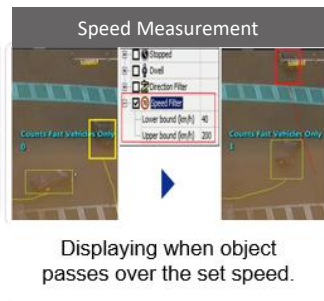 Speed Measurement
Stopped
Dwell
Direction Filter
Speed Filter
Lower bound (km/h) 40
Upper bound (km/h) 200
Counts Fast Vehicles Only
0
Counts Fast Vehicles Only
1
Displaying when object
passes over the set speed.